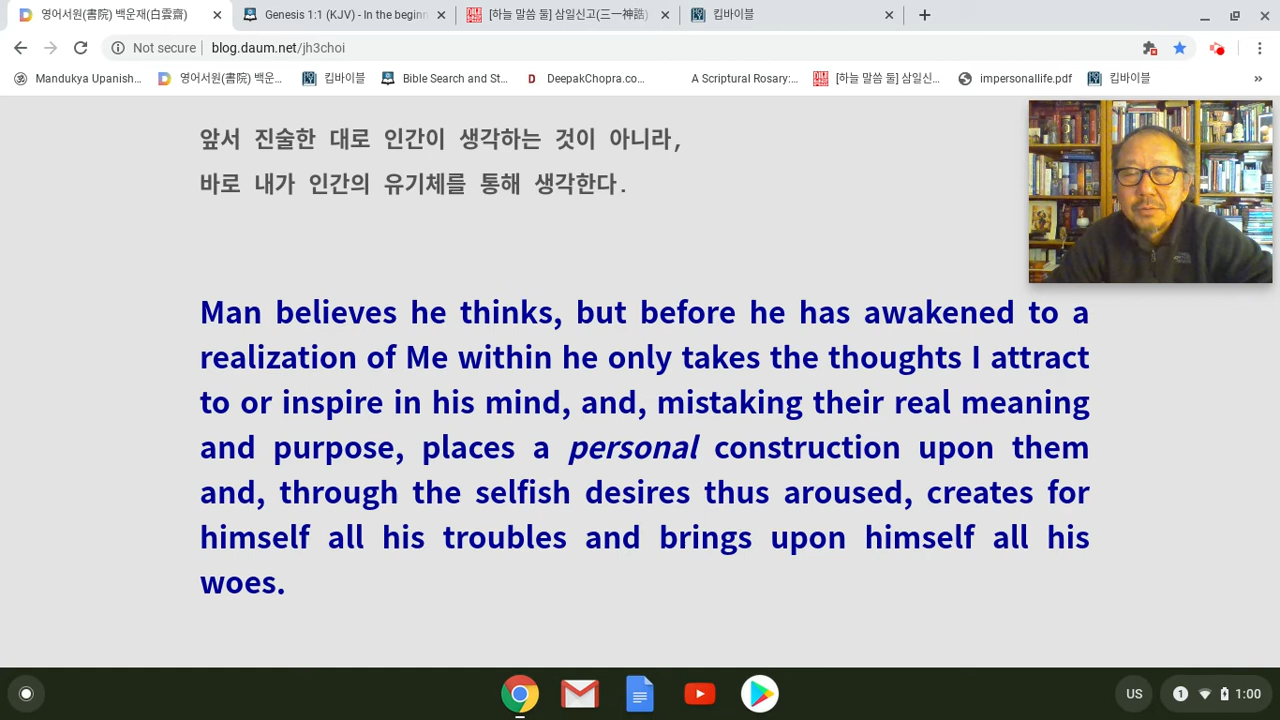 영어서원(書院) 백운재(白雲齋)
Genesis 1:1 (KJV) - In the beginn
[하늘 말씀 둘] 삼일신고(三一神誥)
킵바이블
Not secure
blog.daum.net/jh3choi
Mandukya Upanish...
영어서원(書院) 백운...
킵바이블
Bible Search and St...
DeepakChopra.co...
A Scriptural Rosary:...
[하늘 말씀 둘] 삼일신...
impersonallife.pdf
킵바이블
»
앞서 진술한 대로 인간이 생각하는 것이 아니라,
바로 내가 인간의 유기체를 통해 생각한다.
Man believes he thinks, but before he has awakened to a
realization of Me within he only takes the thoughts I attract
to or inspire in his mind, and, mistaking their real meaning
and purpose, places a personal construction upon them
and, through the selfish desires thus aroused, creates for
himself all his troubles and brings upon himself all his
woes.
US
1
1:00